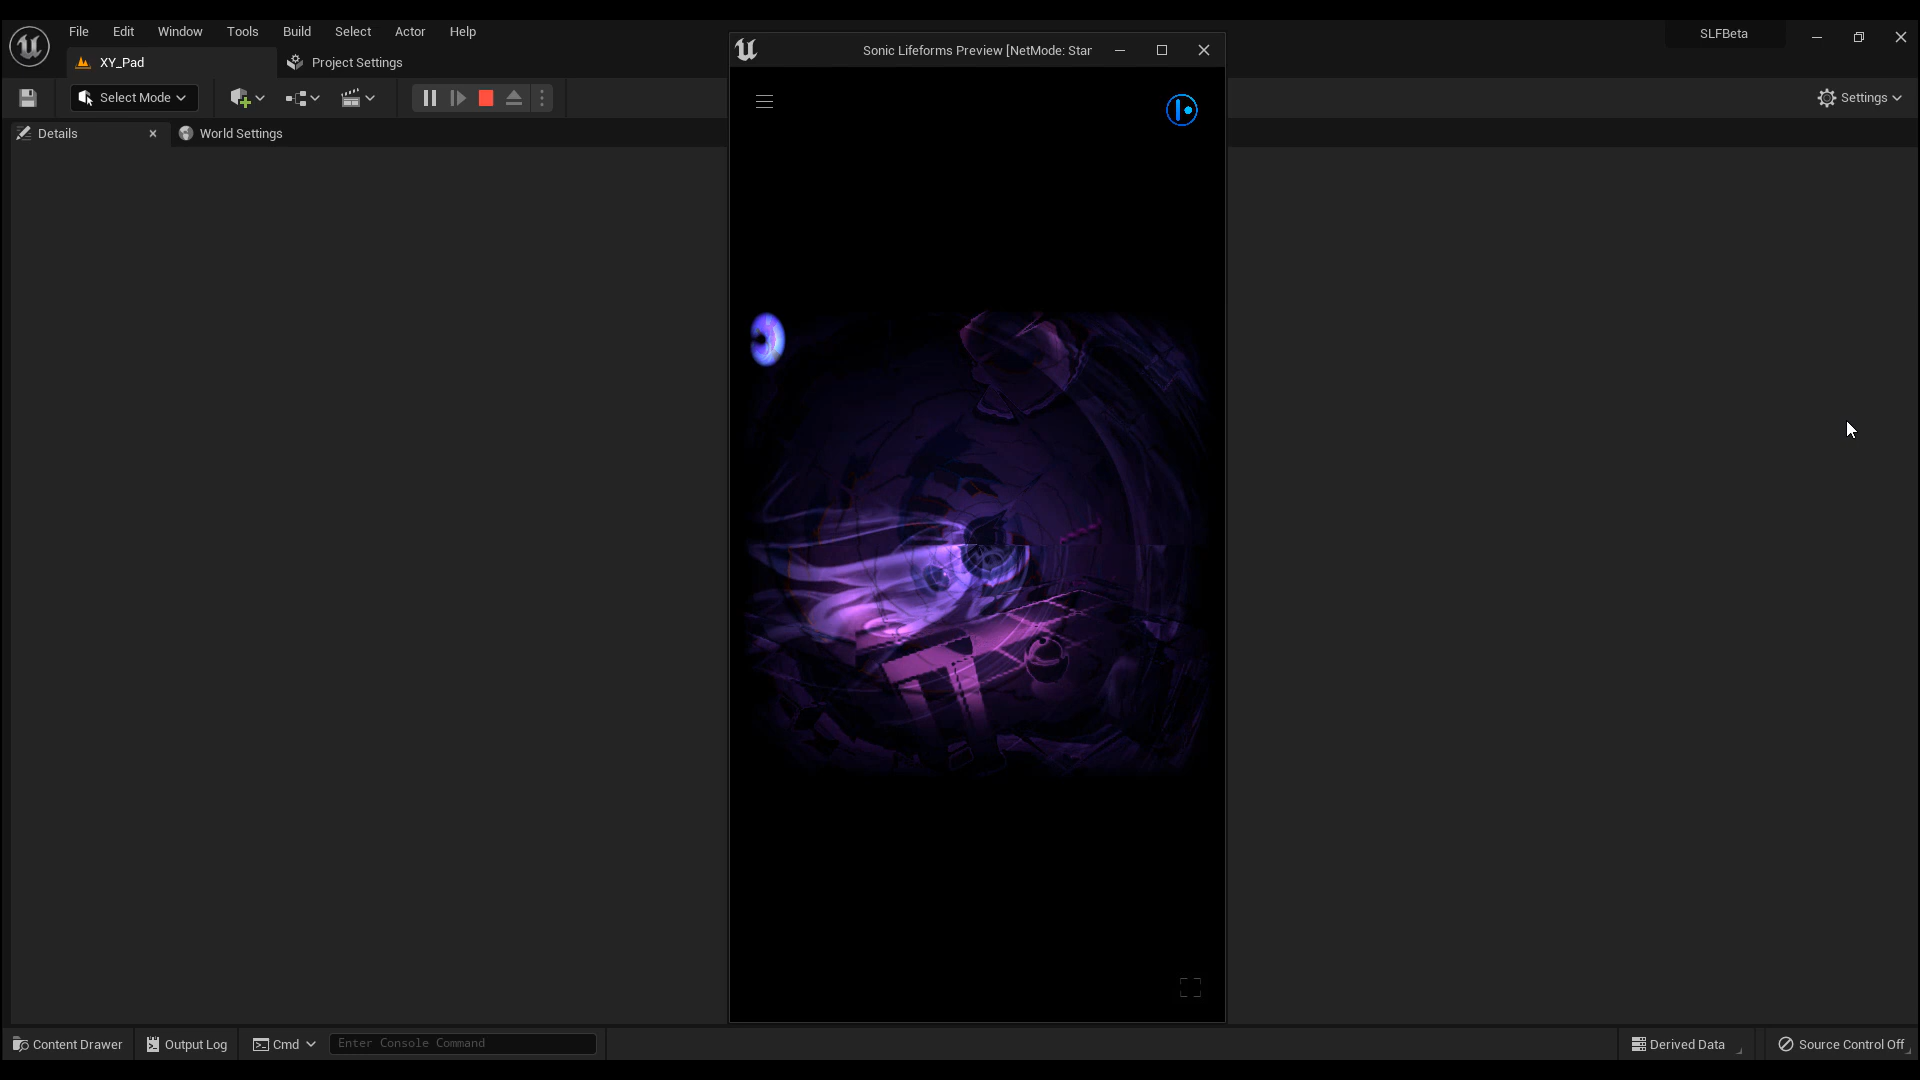 File Edit Window Tools Build Select Actor Help
SLFBeta
XY_Pad
Project Settings
Sonic Lifeforms Preview [NetMode: Star
Select Mode
Settings
Details
World Settings
Content Drawer
Output Log
Cmd
Enter Console Command
Derived Data
Source Control Off